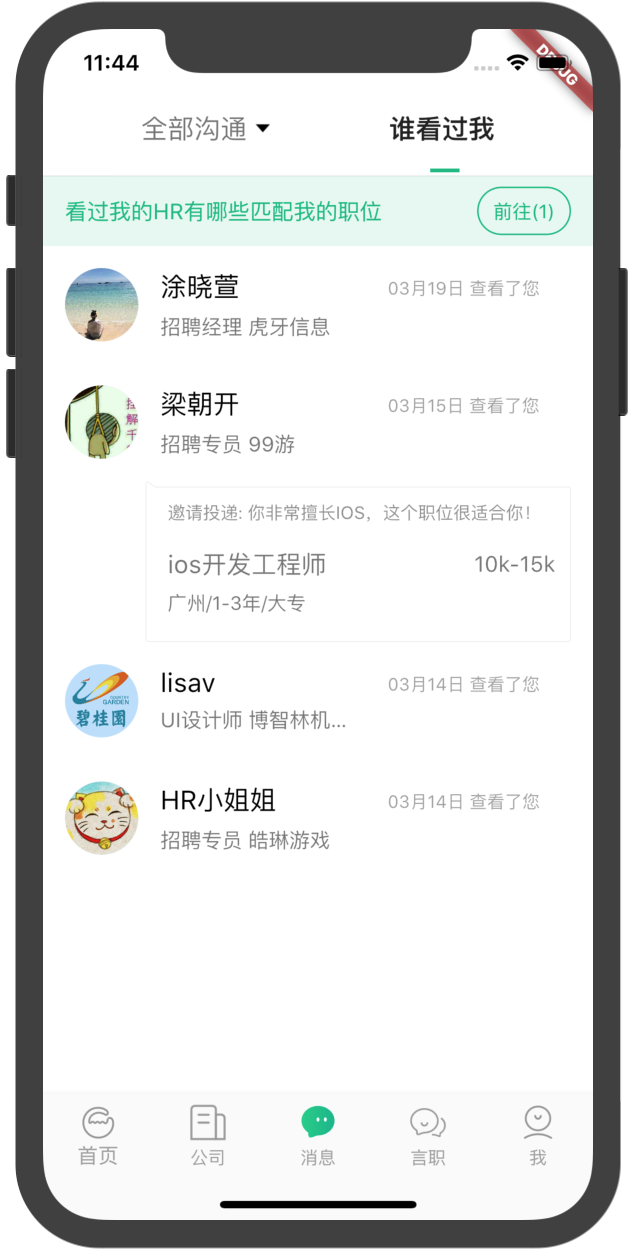 11:44
DEBUG
全部沟通
谁看过我
看过我的HR有哪些匹配我的职位
前往(1)
涂晓萱
03月19日 查看了您
招聘经理 虎牙信息
梁朝开
03月15日 查看了您
招聘专员 99游
邀请投递: 你非常擅长IOS，这个职位很适合你！
ios开发工程师
10k-15k
广州/1-3年/大专
lisav
03月14日 查看了您
UI设计师 博智林机...
COUNTRY
GARDEN
碧桂園
HR小姐姐
03月14日 查看了您
招聘专员 皓琳游戏
首页
公司
消息
言职
我